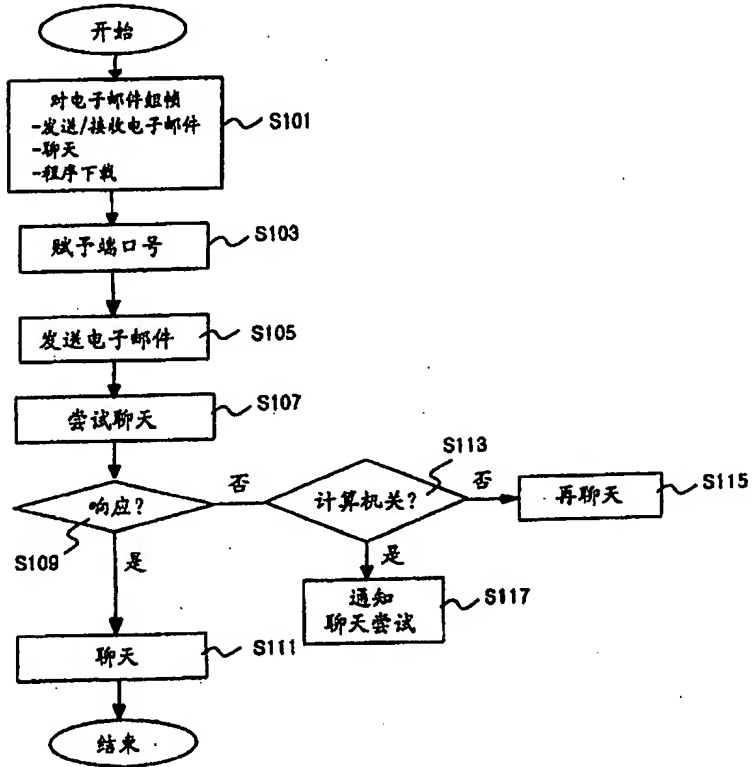 开始
对电子邮件组帧
-发送/接收电子邮件
-聊天
-程序下载
S101
赋予端口号
S103
发送电子邮件
S105
尝试聊天
S107
响应?
S109
否
是
计算机关?
S113
否
再聊天
S115
是
通知
聊天尝试
S117
聊天
S111
结束